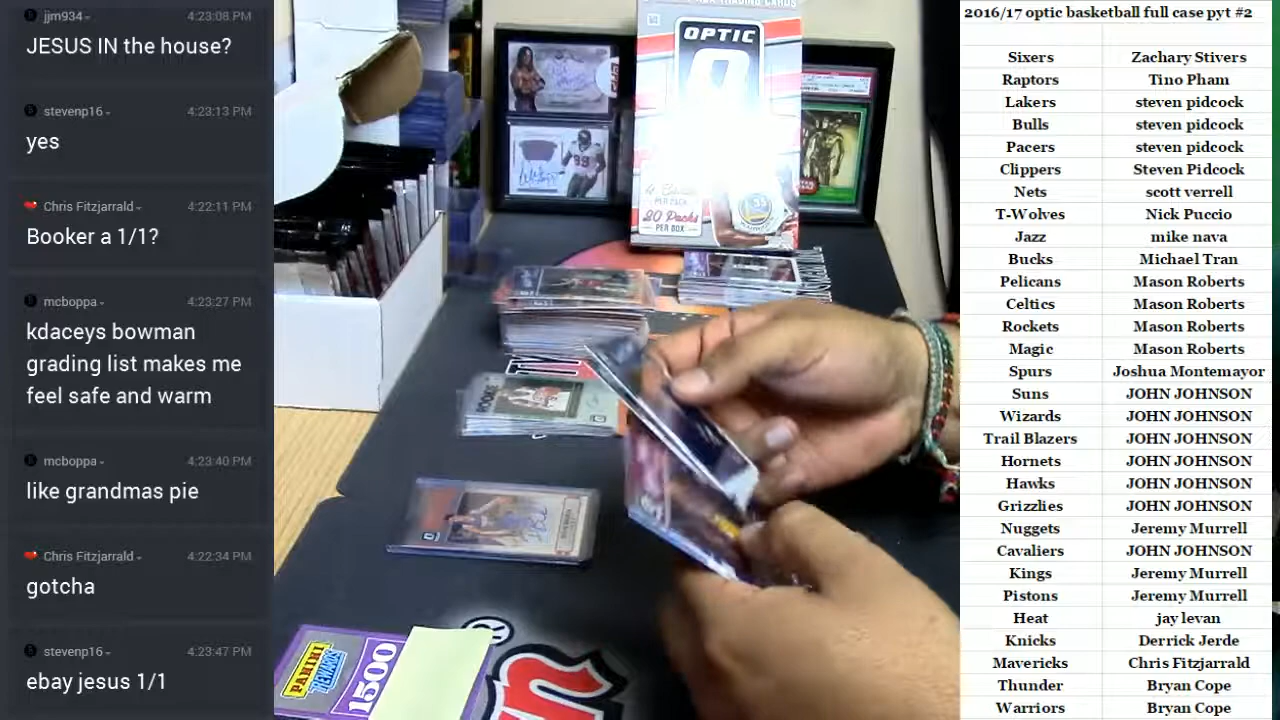 jjm934
4:23:08 PM
JESUS IN the house?
stevenp16
4:23:13 PM
yes
Chris Fitzjarrald
4:22:11 PM
Booker a 1/1?
mcboppa
4:23:27 PM
kdaceys bowman
grading list makes me
feel safe and warm
mcboppa
4:23:40 PM
like grandmas pie
Chris Fitzjarrald
4:22:34 PM
gotcha
stevenp16
4:23:47 PM
ebay jesus 1/1
TRADING CARDS
OPTIC
PER PACK
20 Packs
PER BOX
99
ROOKIE
PANINI
REWARDS
1500
2016/17 optic basketball full case pyt #2
Sixers Zachary Stivers
Raptors Tino Pham
Lakers steven pidcock
Bulls steven pidcock
Pacers steven pidcock
Clippers Steven Pidcock
Nets scott verrell
T-Wolves Nick Puccio
Jazz mike nava
Bucks Michael Tran
Pelicans Mason Roberts
Celtics Mason Roberts
Rockets Mason Roberts
Magic Mason Roberts
Spurs Joshua Montemayor
Suns JOHN JOHNSON
Wizards JOHN JOHNSON
Trail Blazers JOHN JOHNSON
Hornets JOHN JOHNSON
Hawks JOHN JOHNSON
Grizzlies JOHN JOHNSON
Nuggets Jeremy Murrell
Cavaliers JOHN JOHNSON
Kings Jeremy Murrell
Pistons Jeremy Murrell
Heat jay levan
Knicks Derrick Jerde
Mavericks Chris Fitzjarrald
Thunder Bryan Cope
Warriors Bryan Cope